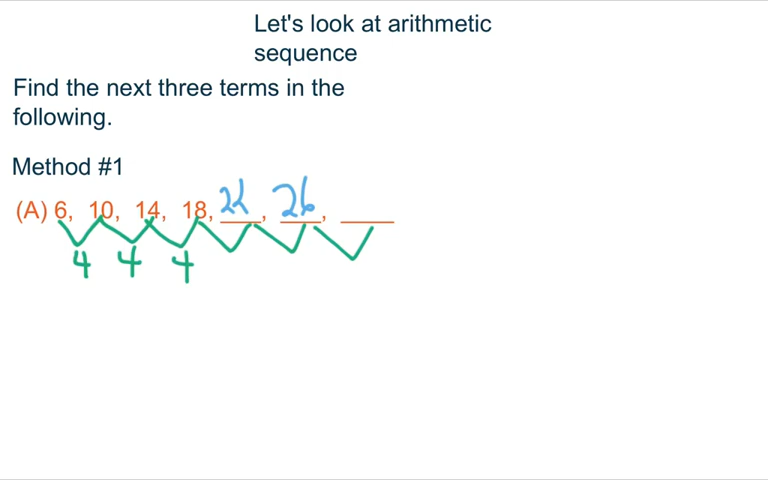 Let's look at arithmetic
sequence
Find the next three terms in the
following.
Method #1
(A) 6, 10, 14, 18, 22, 26, ___
4 4 4